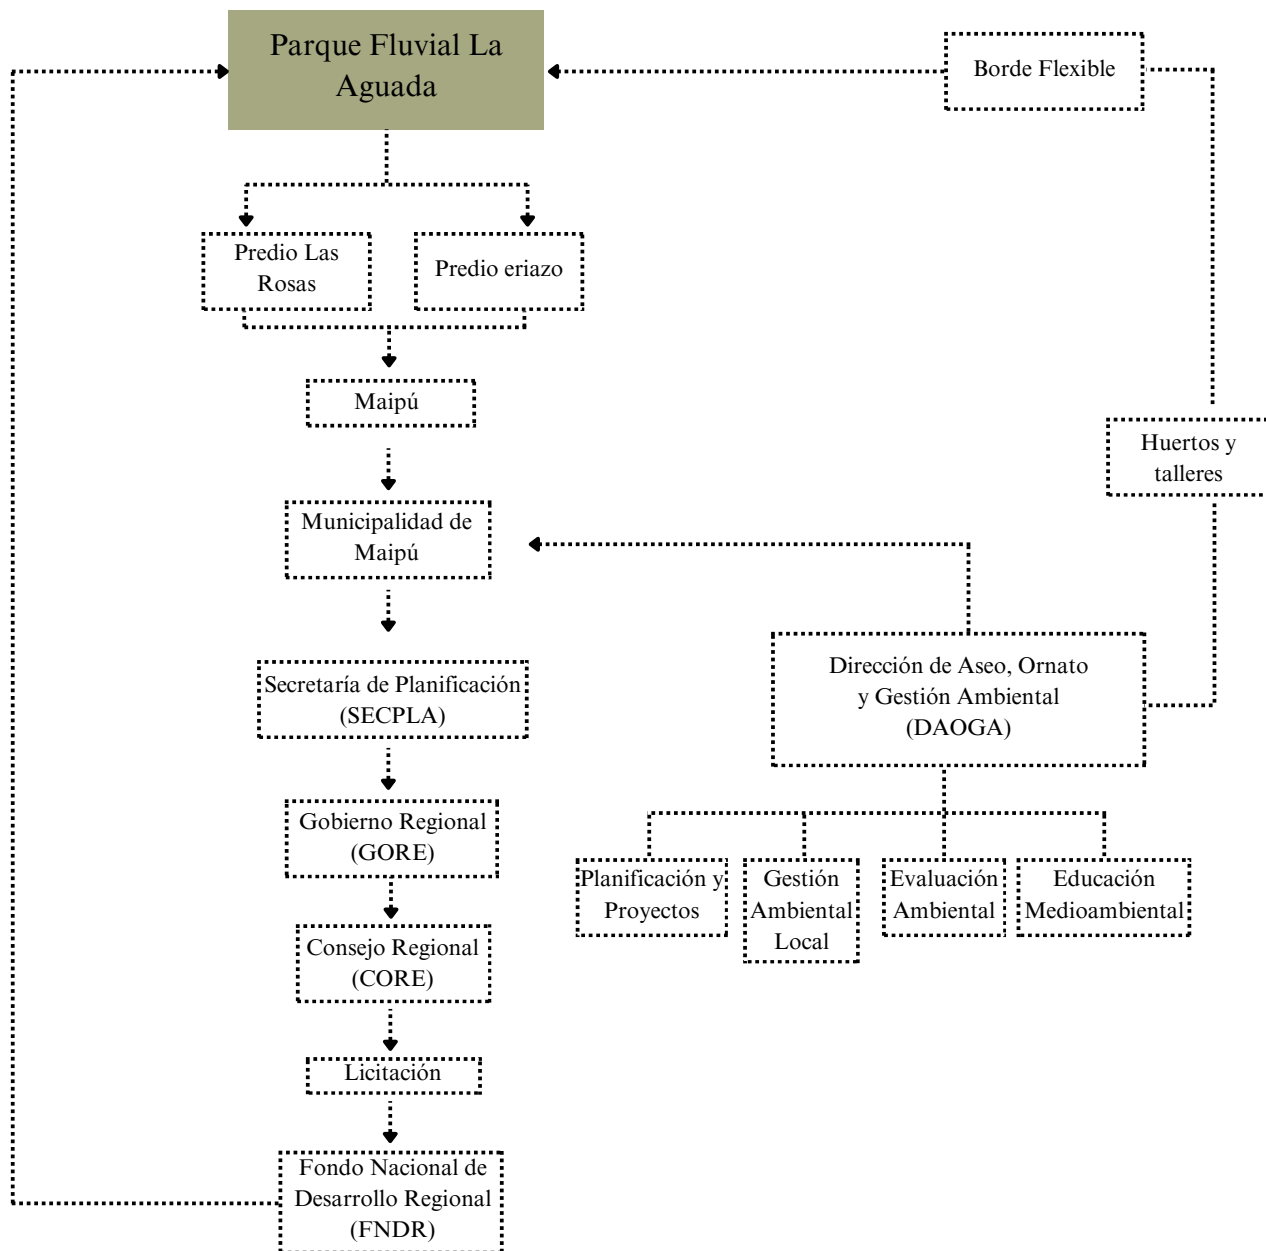 Parque Fluvial La
Aguada
Borde Flexible
Predio Las
Rosas
Predio eriazo
Maipú
Huertos y
talleres
Municipalidad de
Maipú
Secretaría de Planificación
(SECPLA)
Dirección de Aseo, Ornato
y Gestión Ambiental
(DAOGA)
Gobierno Regional
(GORE)
Planificación y
Proyectos
Gestión
Ambiental
Local
Evaluación
Ambiental
Educación
Medioambiental
Consejo Regional
(CORE)
Licitación
Fondo Nacional de
Desarrollo Regional
(FNDR)